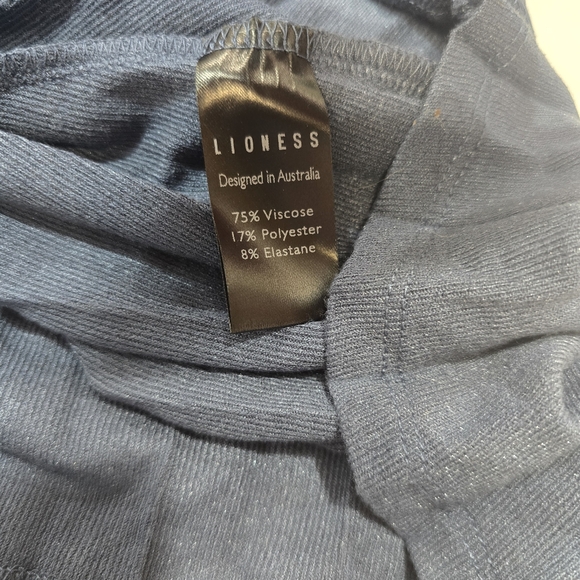 LIONESS
Designed in Australia
75% Viscose
17% Polyester
8% Elastane